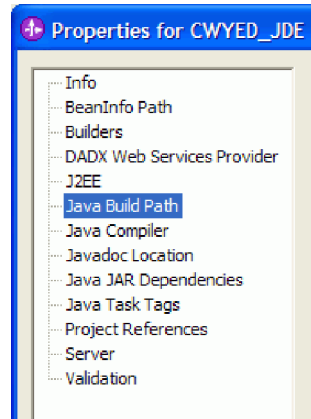 Properties for CWYED_JDE
Info
BeanInfo Path
Builders
DADX Web Services Provider
J2EE
Java Build Path
Java Compiler
Javadoc Location
Java JAR Dependencies
Java Task Tags
Project References
Server
Validation